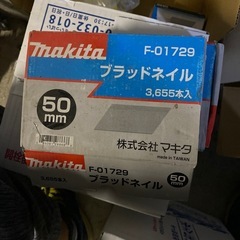 0-032-018
makita
F-01729
ブラッドネイル
3,655本入
50
mm
株式会社マキタ
made in TAIWAN
makita
F-01729
ブラッドネイル
50
mm